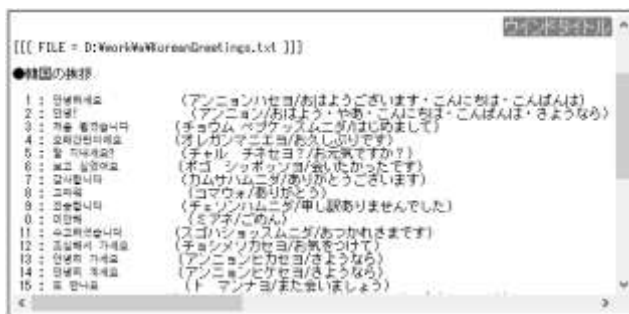 ウインドタイトル
[[[ FILE = D:¥work¥a¥KoreanGreetings.txt ]]]
●韓国の挨拶
1 : 안녕하세요 (アンニョンハセヨ/おはようございます・こんにちは・こんばんは)
2 : 안녕! (アンニョン/おはよう・やあ・こんにちは・こんばんは・さようなら)
3 : 처음 뵙겠습니다 (チョウム ペプケッスムニダ/はじめまして)
4 : 오래간만이에요 (オレガンマニエヨ/お久しぶりです)
5 : 잘 지내세요? (チャル チネセヨ?/お元気ですか?)
6 : 보고 싶었어요 (ポゴ シッポッソヨ/会いたかったです)
7 : 감사합니다 (カムサハムニダ/ありがとうございます)
8 : 고마워 (コマウォ/ありがとう)
9 : 죄송합니다 (チェソンハムニダ/申し訳ありませんでした)
0 : 미안해 (ミアネ/ごめん)
11 : 수고하셨습니다 (スゴハショッスムニダ/おつかれさまです)
12 : 조심해서 가세요 (チョシメソカセヨ/お気をつけて)
13 : 안녕히 가세요 (アンニョンヒカセヨ/さようなら)
14 : 안녕히 계세요 (アンニョンヒケセヨ/さようなら)
15 : 또 만나요 (ト マンナヨ/また会いましょう)